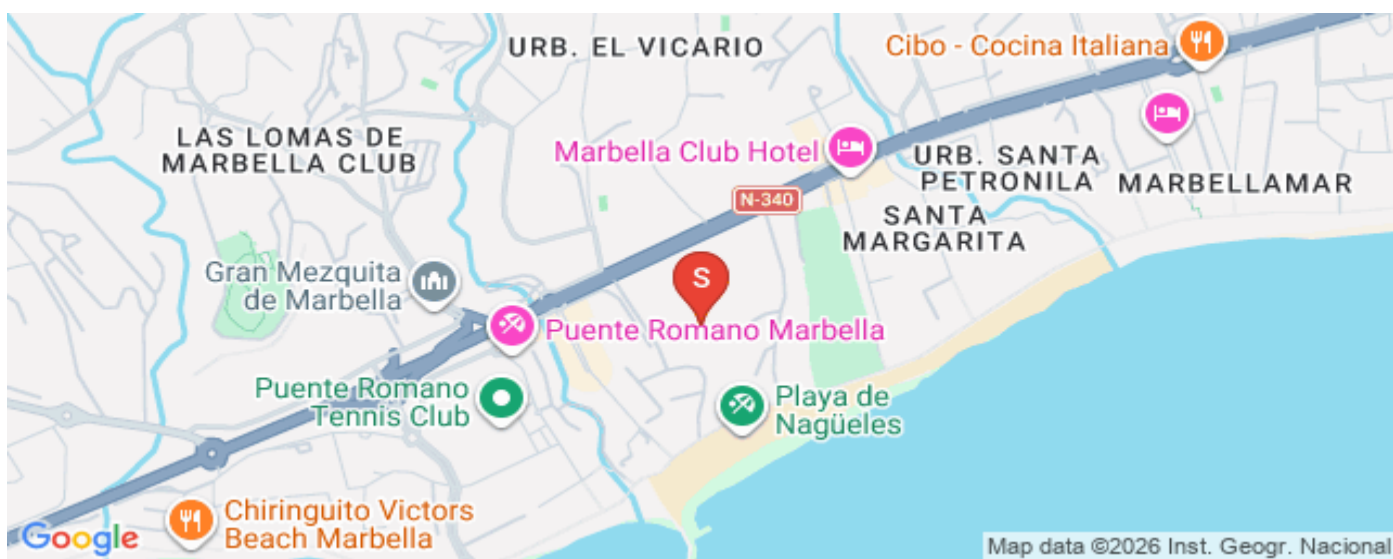 URB. EL VICARIO
Cibo - Cocina Italiana
LAS LOMAS DE
MARBELLA CLUB
Marbella Club Hotel
URB. SANTA
PETRONILA
MARBELLAMAR
N-340
SANTA
MARGARITA
Gran Mezquita
de Marbella
S
Puente Romano Marbella
Puente Romano
Tennis Club
Playa de
Nagüeles
Chiringuito Victors
Beach Marbella
Google
Map data ©2026 Inst. Geogr. Nacional